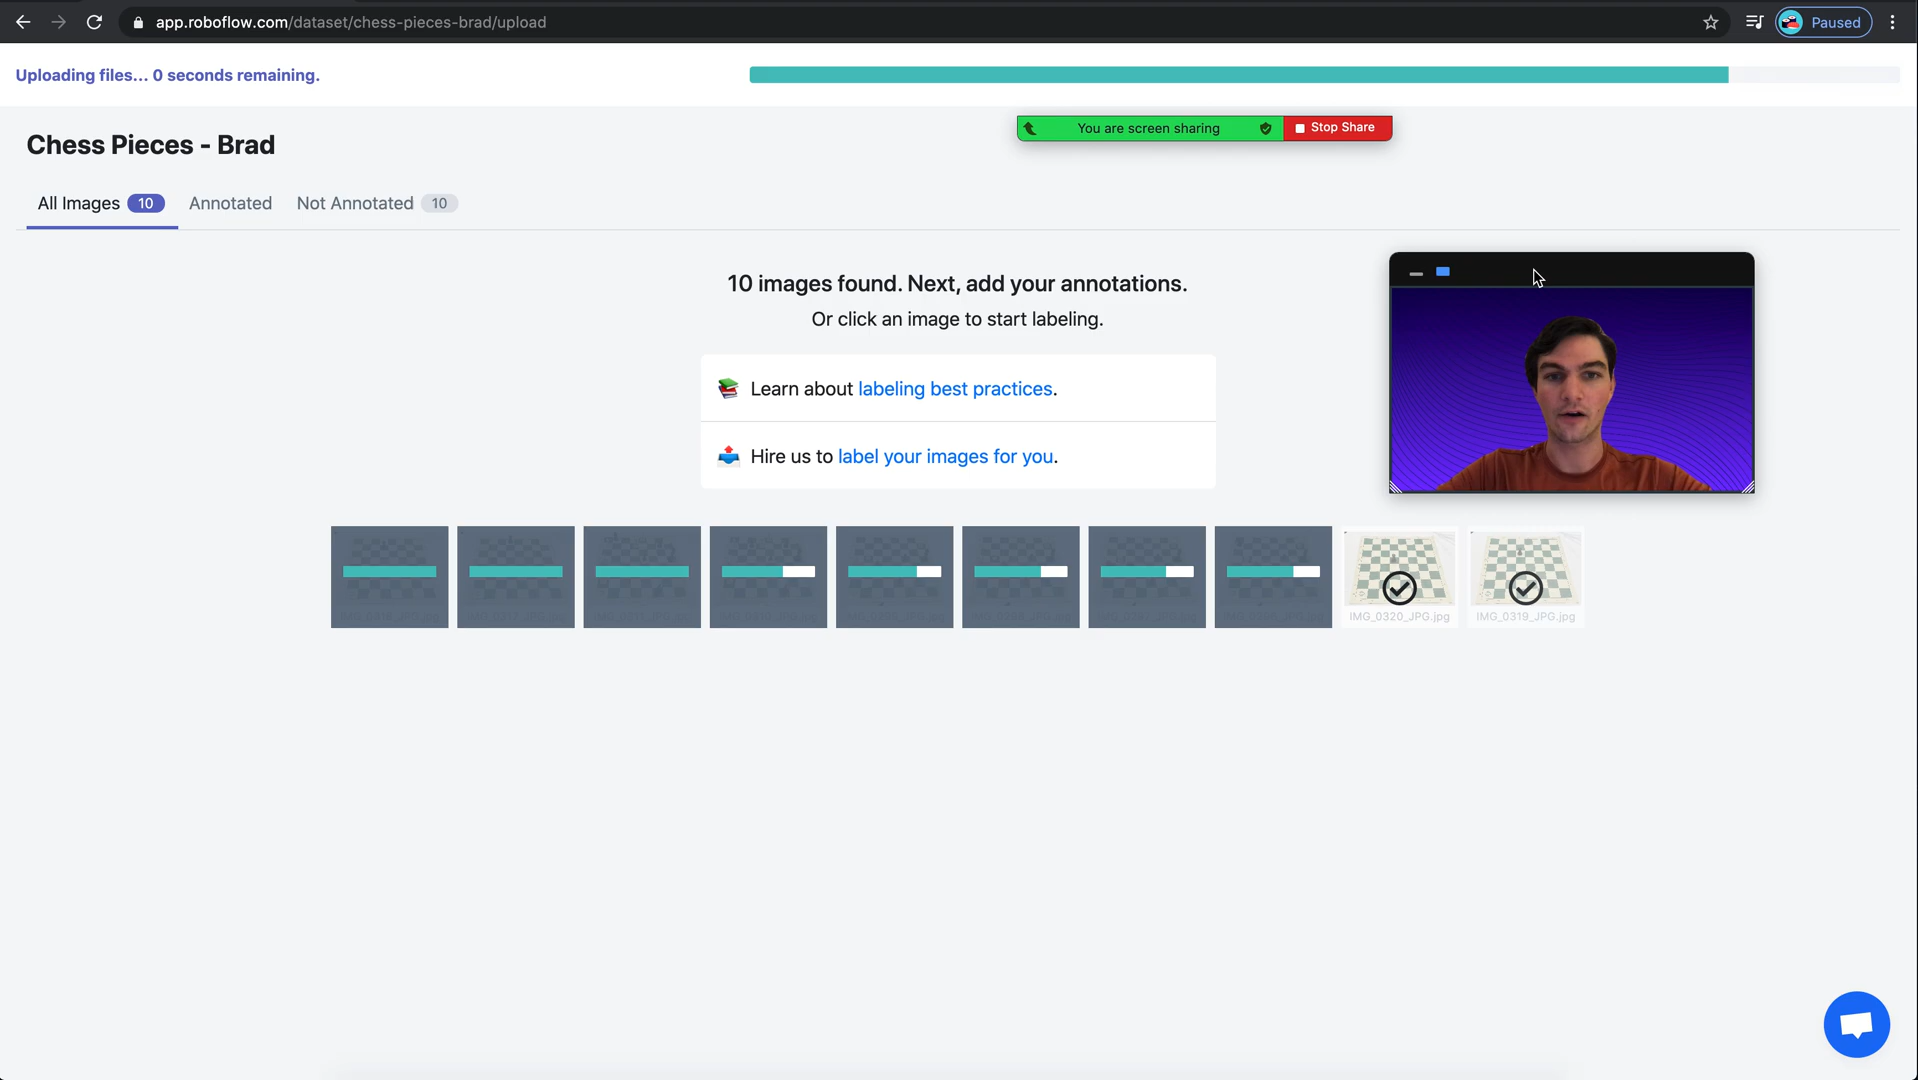 app.roboflow.com/dataset/chess-pieces-brad/upload
Paused
Uploading files... 0 seconds remaining.
You are screen sharing
Stop Share
Chess Pieces - Brad
All Images 10 Annotated Not Annotated 10
10 images found. Next, add your annotations.
Or click an image to start labeling.
Learn about labeling best practices.
Hire us to label your images for you.
IMG_0320_JPG.jpg
IMG_0319_JPG.jpg